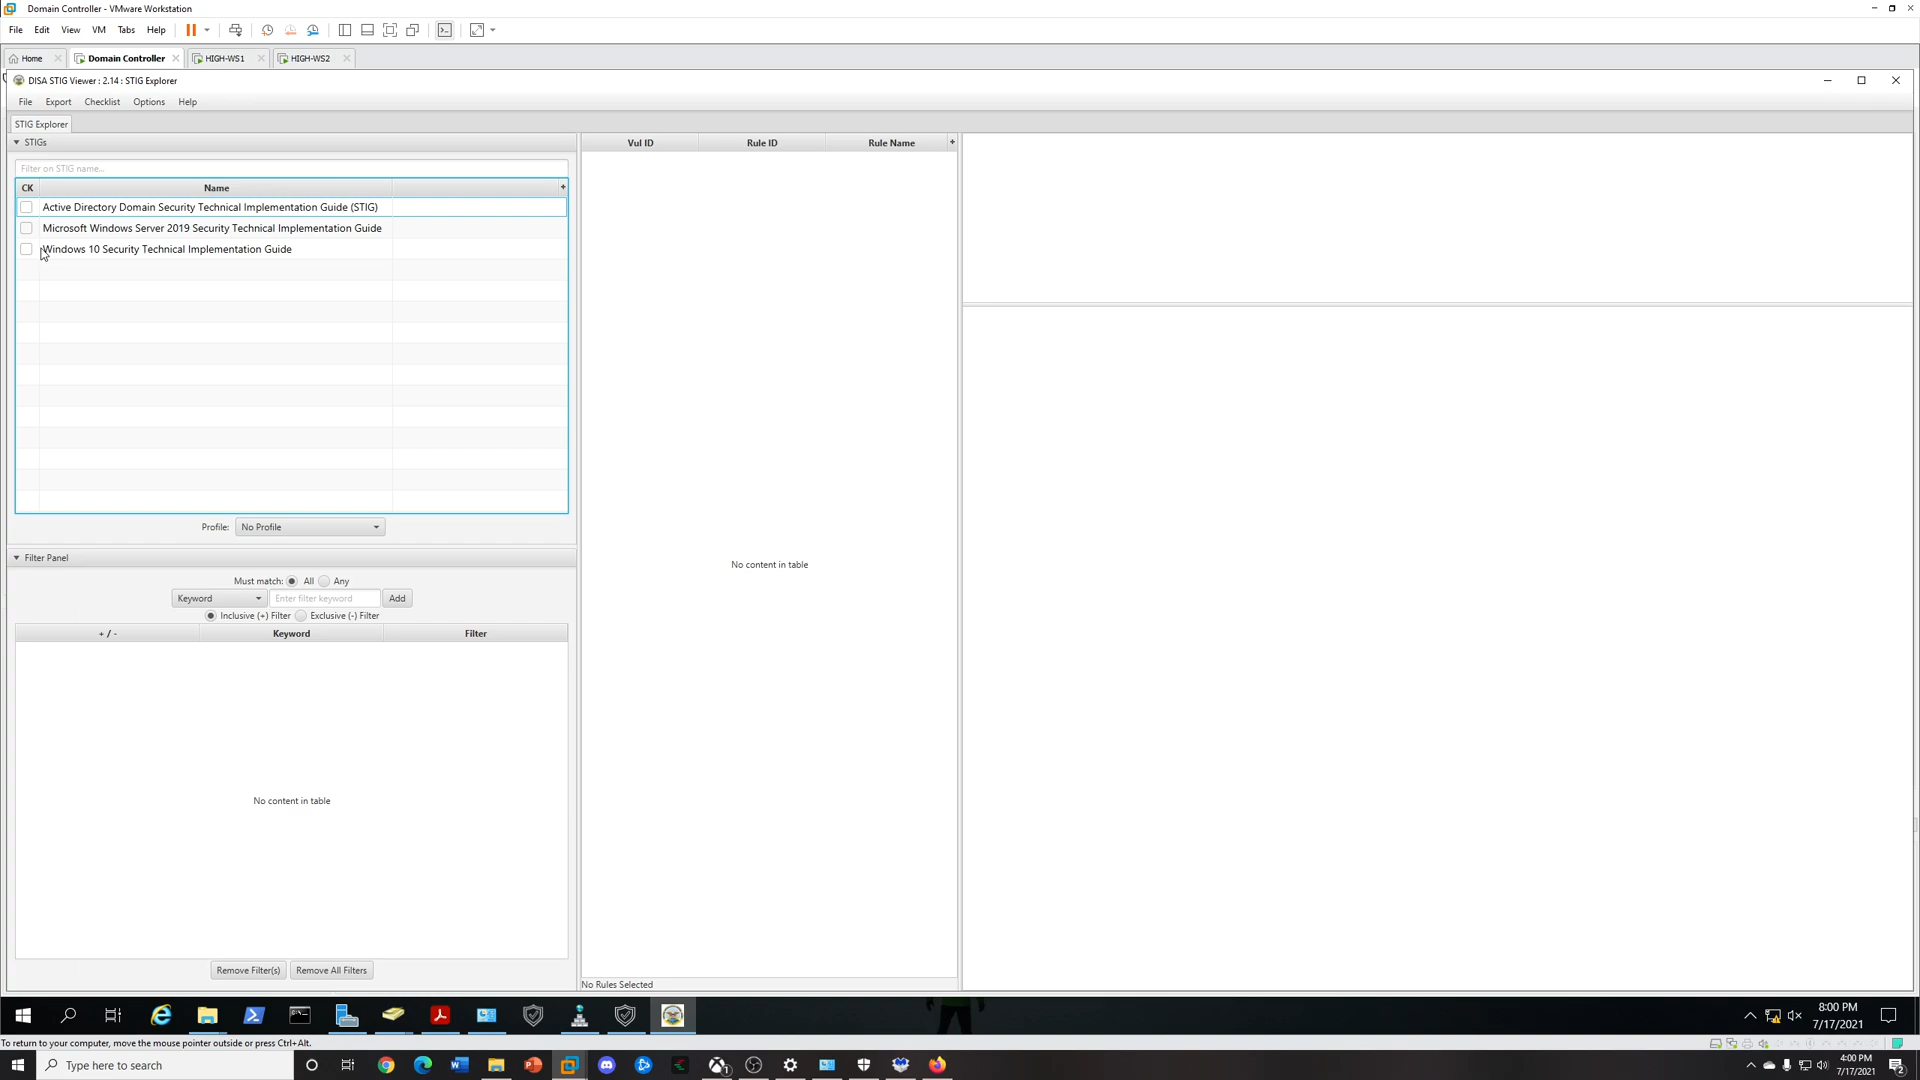 Domain Controller - VMware Workstation
File Edit View VM Tabs Help
Home Domain Controller HIGH-WS1 HIGH-WS2
DISA STIG Viewer : 2.14 : STIG Explorer
File Export Checklist Options Help
STIG Explorer
STIGs
Vul ID Rule ID Rule Name +
Filter on STIG name...
CK Name +
Active Directory Domain Security Technical Implementation Guide (STIG)
Microsoft Windows Server 2019 Security Technical Implementation Guide
Windows 10 Security Technical Implementation Guide
Profile: No Profile
Filter Panel
No content in table
Must match: All Any
Keyword Enter filter keyword Add
Inclusive (+) Filter Exclusive (-) Filter
+ / - Keyword Filter
No content in table
Remove Filter(s) Remove All Filters
No Rules Selected
8:00 PM
7/17/2021
To return to your computer, move the mouse pointer outside or press Ctrl+Alt.
Type here to search
4:00 PM
7/17/2021